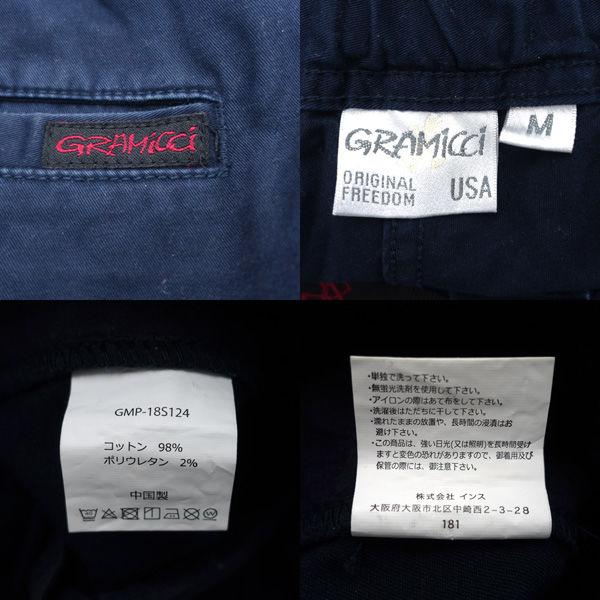 GRAMiCCi
GRAMiCCi
M
ORIGINAL
FREEDOM
USA
GMP-18S124
コットン 98%
ポリウレタン 2%
中国製
・単独で洗って下さい。
・無蛍光洗剤を使用して下さい。
・アイロンの際はあて布をして下さい。
・洗濯後はただちに干して下さい。
・濡れたままの放置や、長時間の浸漬はお
避け下さい。
・この商品は、強い日光(又は照明)を長時間受け
ますと変色の恐れがありますので、御着用及び
保管の際には、御注意下さい。
株式会社 インス
大阪府大阪市北区中崎西2-3-28
181